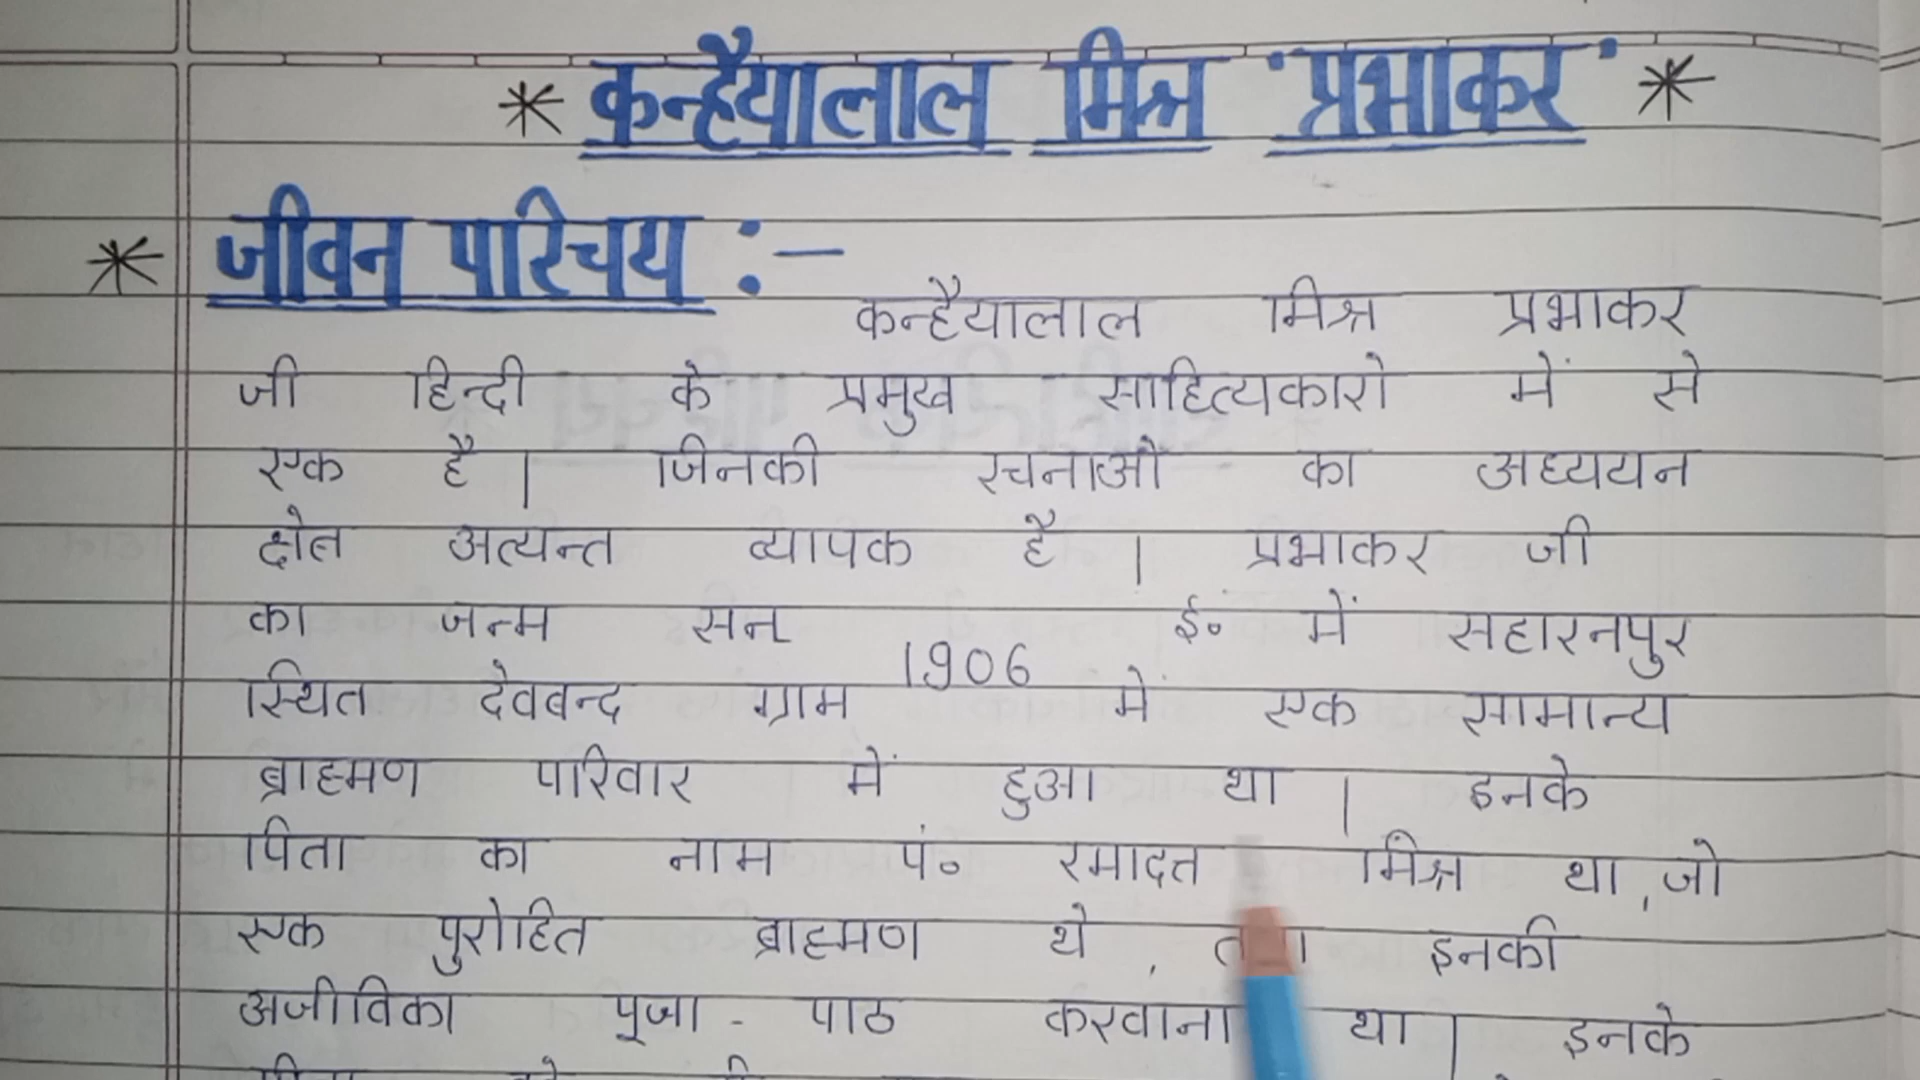 * कन्हैयालाल मिश्र 'प्रभाकर' *
* जीवन परिचय :-
कन्हैयालाल मिश्र प्रभाकर
जी हिन्दी के प्रमुख साहित्यकारो में से
एक है। जिनकी रचनाओं का अध्ययन
क्षेत्र अत्यन्त व्यापक है। प्रभाकर जी
का जन्म सन् 1906 ई० में सहारनपुर
स्थित देवबन्द ग्राम में एक सामान्य
ब्राह्मण परिवार में हुआ था। इनके
पिता का नाम पं० रमादत्त मिश्र था, जो
एक पुरोहित ब्राह्मण थे, तथा इनकी
अजीविका पूजा - पाठ करवाना था। इनके